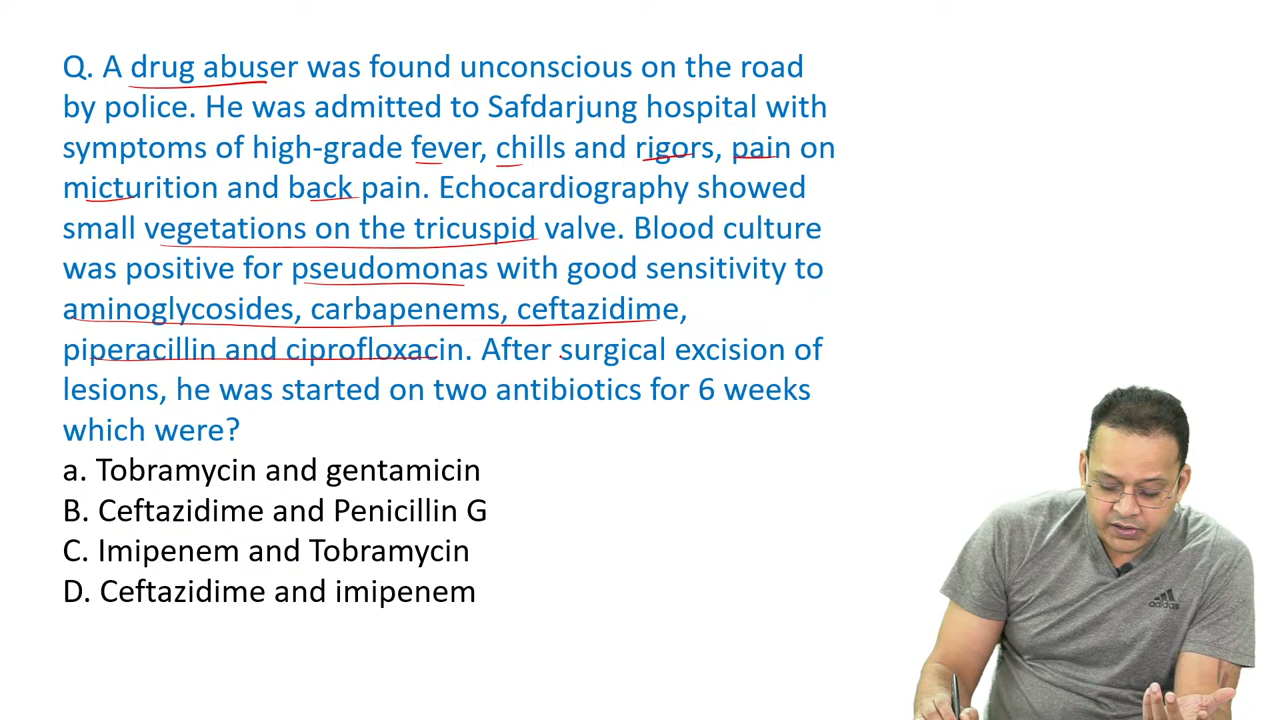 Q. A drug abuser was found unconscious on the road
by police. He was admitted to Safdarjung hospital with
symptoms of high-grade fever, chills and rigors, pain on
micturition and back pain. Echocardiography showed
small vegetations on the tricuspid valve. Blood culture
was positive for pseudomonas with good sensitivity to
aminoglycosides, carbapenems, ceftazidime,
piperacillin and ciprofloxacin. After surgical excision of
lesions, he was started on two antibiotics for 6 weeks
which were?
a. Tobramycin and gentamicin
B. Ceftazidime and Penicillin G
C. Imipenem and Tobramycin
D. Ceftazidime and imipenem
adidas